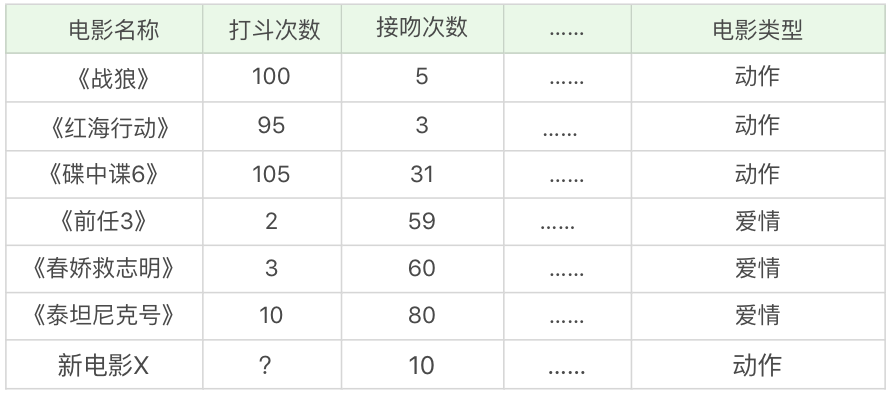 电影名称 打斗次数 接吻次数 …… 电影类型
《战狼》 100 5 …… 动作
《红海行动》 95 3 …… 动作
《碟中谍6》 105 31 …… 动作
《前任3》 2 59 …… 爱情
《春娇救志明》 3 60 …… 爱情
《泰坦尼克号》 10 80 …… 爱情
新电影X ? 10 …… 动作